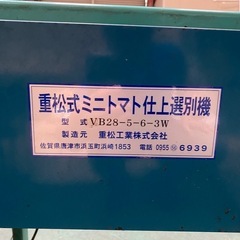 重松式ミニトマト仕上選別機
型式 VB28-5-6-3W
製造元 重松工業株式会社
佐賀県唐津市浜玉町浜崎1853 電話 0955 56 6939